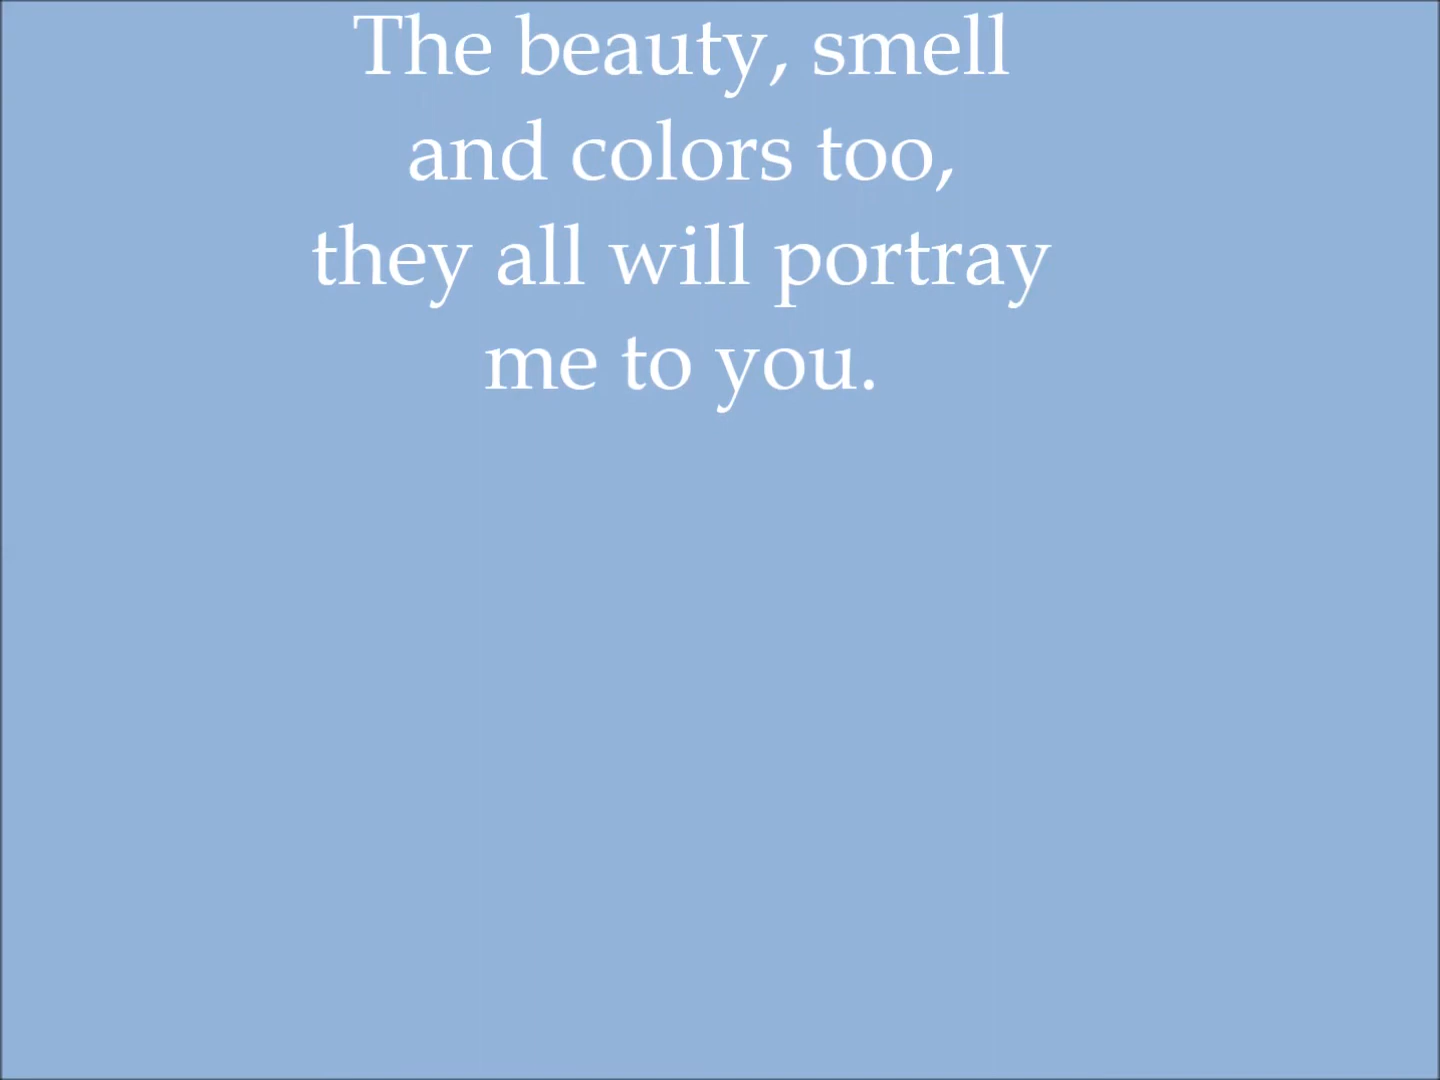 The beauty, smell
and colors too,
they all will portray
me to you.